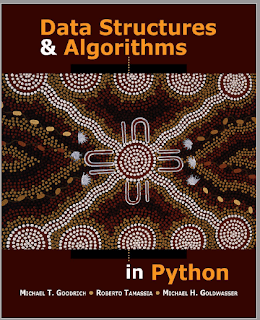 Data Structures
& Algorithms
in Python
Michael T. Goodrich • Roberto Tamassia • Michael H. Goldwasser